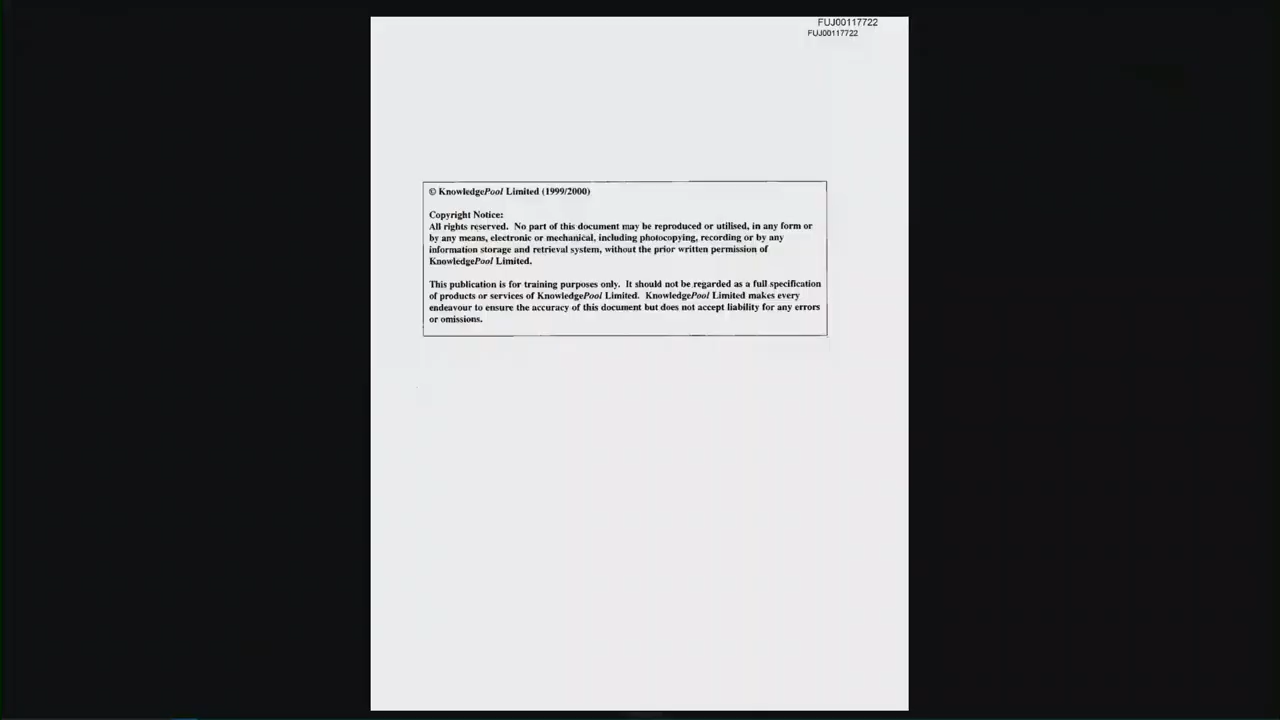 FUJ00117722
FUJ00117722
© KnowledgePool Limited (1999/2000)
Copyright Notice:
All rights reserved. No part of this document may be reproduced or utilised, in any form or
by any means, electronic or mechanical, including photocopying, recording or by any
information storage and retrieval system, without the prior written permission of
KnowledgePool Limited.
This publication is for training purposes only. It should not be regarded as a full specification
of products or services of KnowledgePool Limited. KnowledgePool Limited makes every
endeavour to ensure the accuracy of this document but does not accept liability for any errors
or omissions.